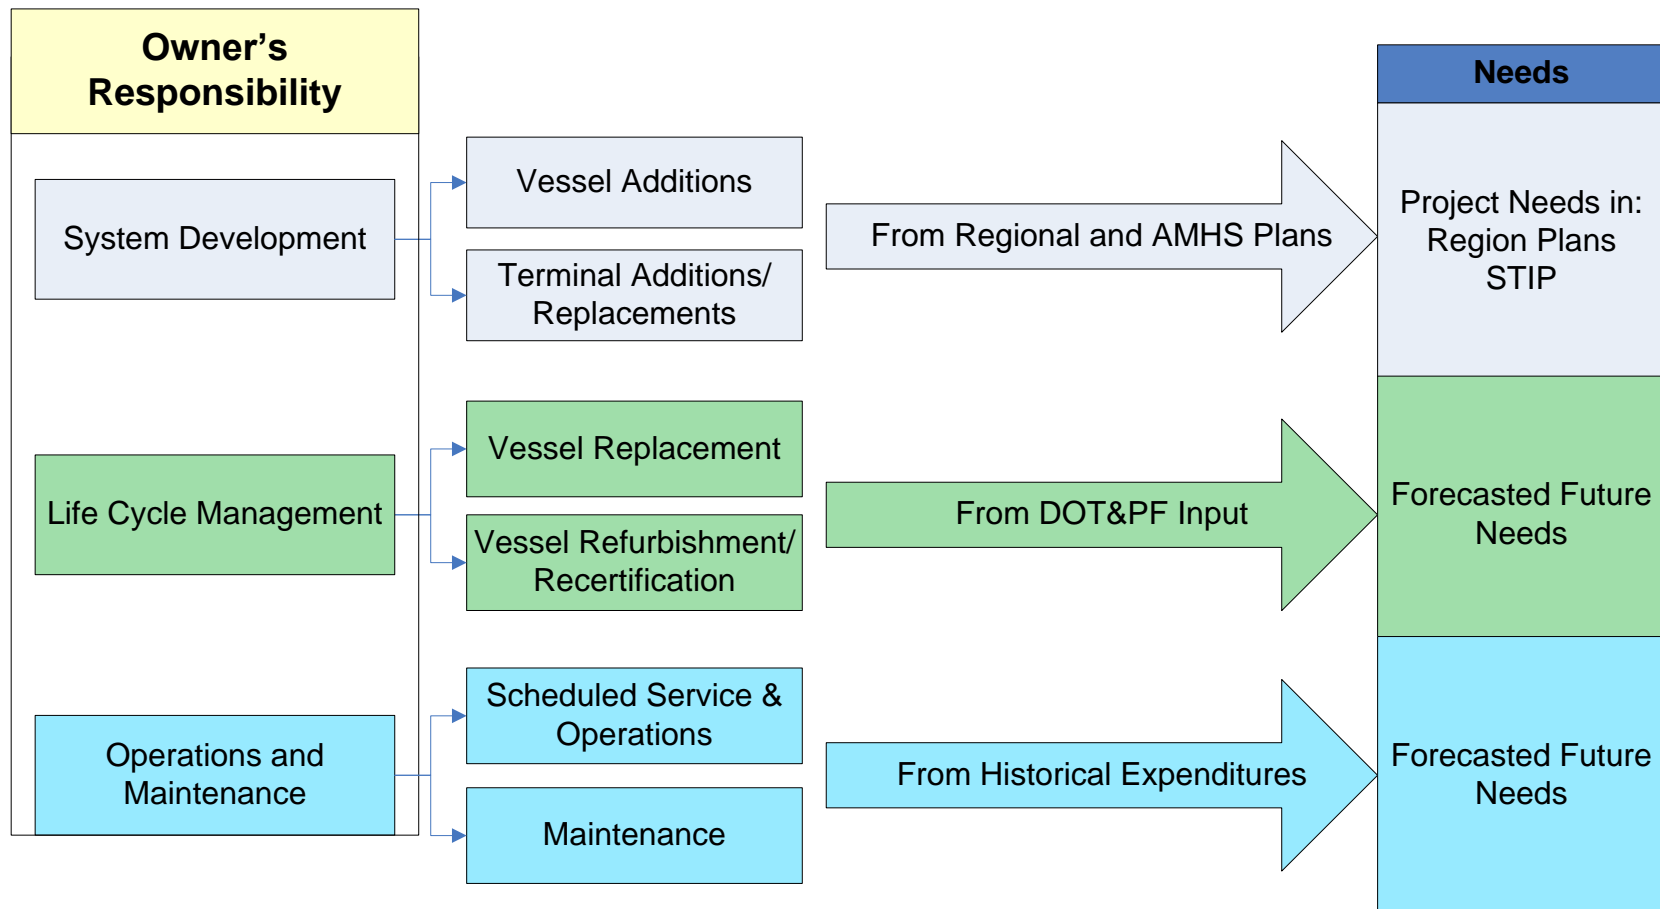 Owner’s
Responsibility
Needs
System Development
Vessel Additions
Terminal Additions/
Replacements
From Regional and AMHS Plans
Project Needs in:
Region Plans
STIP
Life Cycle Management
Vessel Replacement
Vessel Refurbishment/
Recertification
From DOT&PF Input
Forecasted Future
Needs
Operations and
Maintenance
Scheduled Service &
Operations
Maintenance
From Historical Expenditures
Forecasted Future
Needs